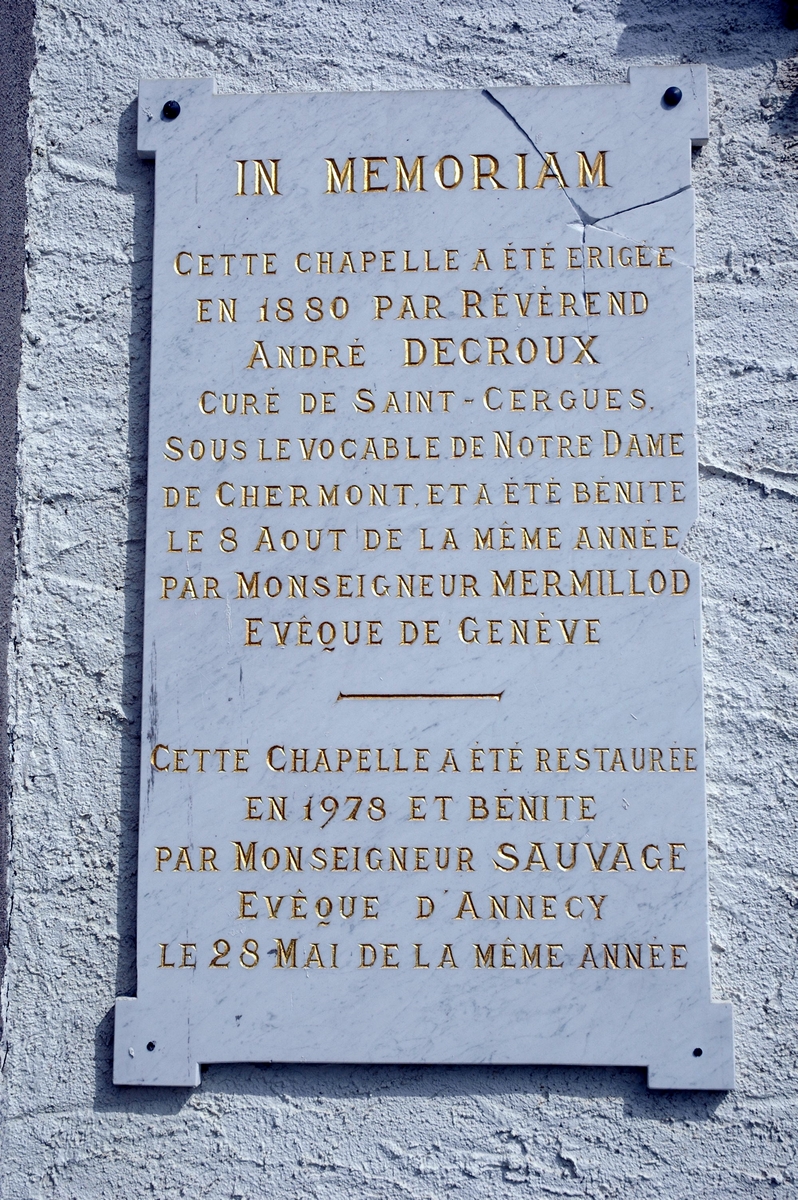 IN MEMORIAM
CETTE CHAPELLE A ÉTÉ ERIGÉE
EN 1880 PAR RÉVÈREND
ANDRÉ DECROUX
CURÉ DE SAINT-CERGUES.
SOUS LE VOCABLE DE NOTRE DAME
DE CHERMONT, ET A ÉTÉ BÉNITE
LE 8 AOUT DE LA MÊME ANNÉE
PAR MONSEIGNEUR MERMILLOD
EVÊQUE DE GENÈVE
CETTE CHAPELLE A ÉTÉ RESTAURÉE
EN 1978 ET BENITE
PAR MONSEIGNEUR SAUVAGE
EVÊQUE D'ANNECY
LE 28 MAI DE LA MÊME ANNÉE